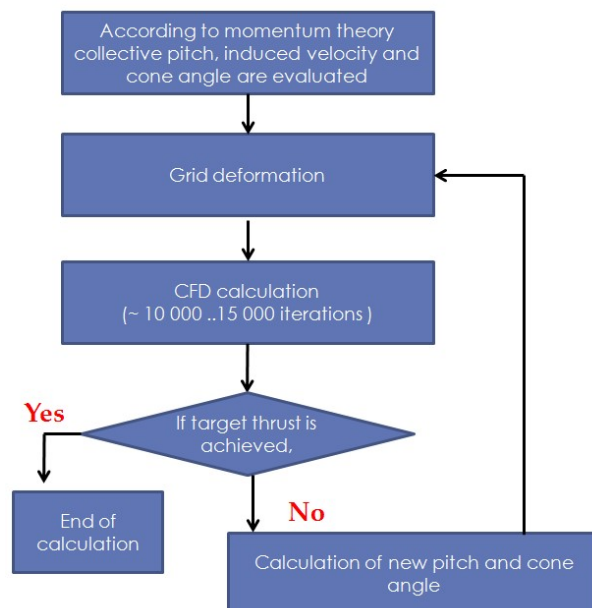 According to momentum theory
collective pitch, induced velocity and
cone angle are evaluated
Grid deformation
CFD calculation
(~ 10 000 ..15 000 iterations )
If target thrust is
achieved,
Yes
No
End of
calculation
Calculation of new pitch and cone
angle